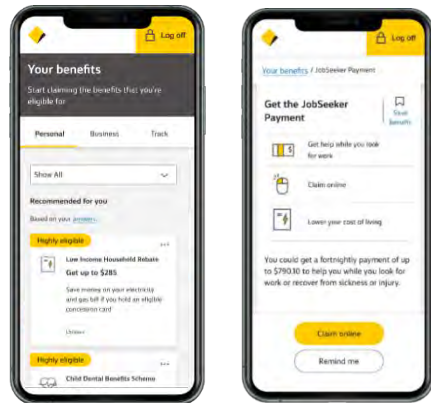 Log off
Your benefits
Start claiming the benefits that you're
eligible for
Personal Business Track
Show All
Recommended for you
Based on your answers.
Highly eligible
Low Income Household Rebate
Get up to $285
Save money on your electricity
and gas bill if you hold an eligible
concession card
Highly eligible
Child Dental Benefits Scheme
Log off
Your benefits / JobSeeker Payment
Get the JobSeeker
Payment
Save
benefit
Get help while you look
for work
Claim online
Lower your cost of living
You could get a fortnightly payment of up
to $790.10 to help you while you look for
work or recover from sickness or injury.
Claim online
Remind me